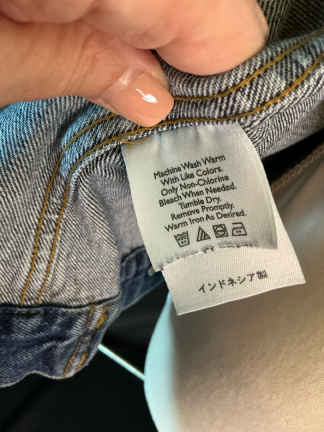 Machine Wash Warm
With Like Colors.
Only Non-Chlorine
Bleach When Needed.
Tumble Dry.
Remove Promptly.
Warm Iron As Desired.
インドネシア製